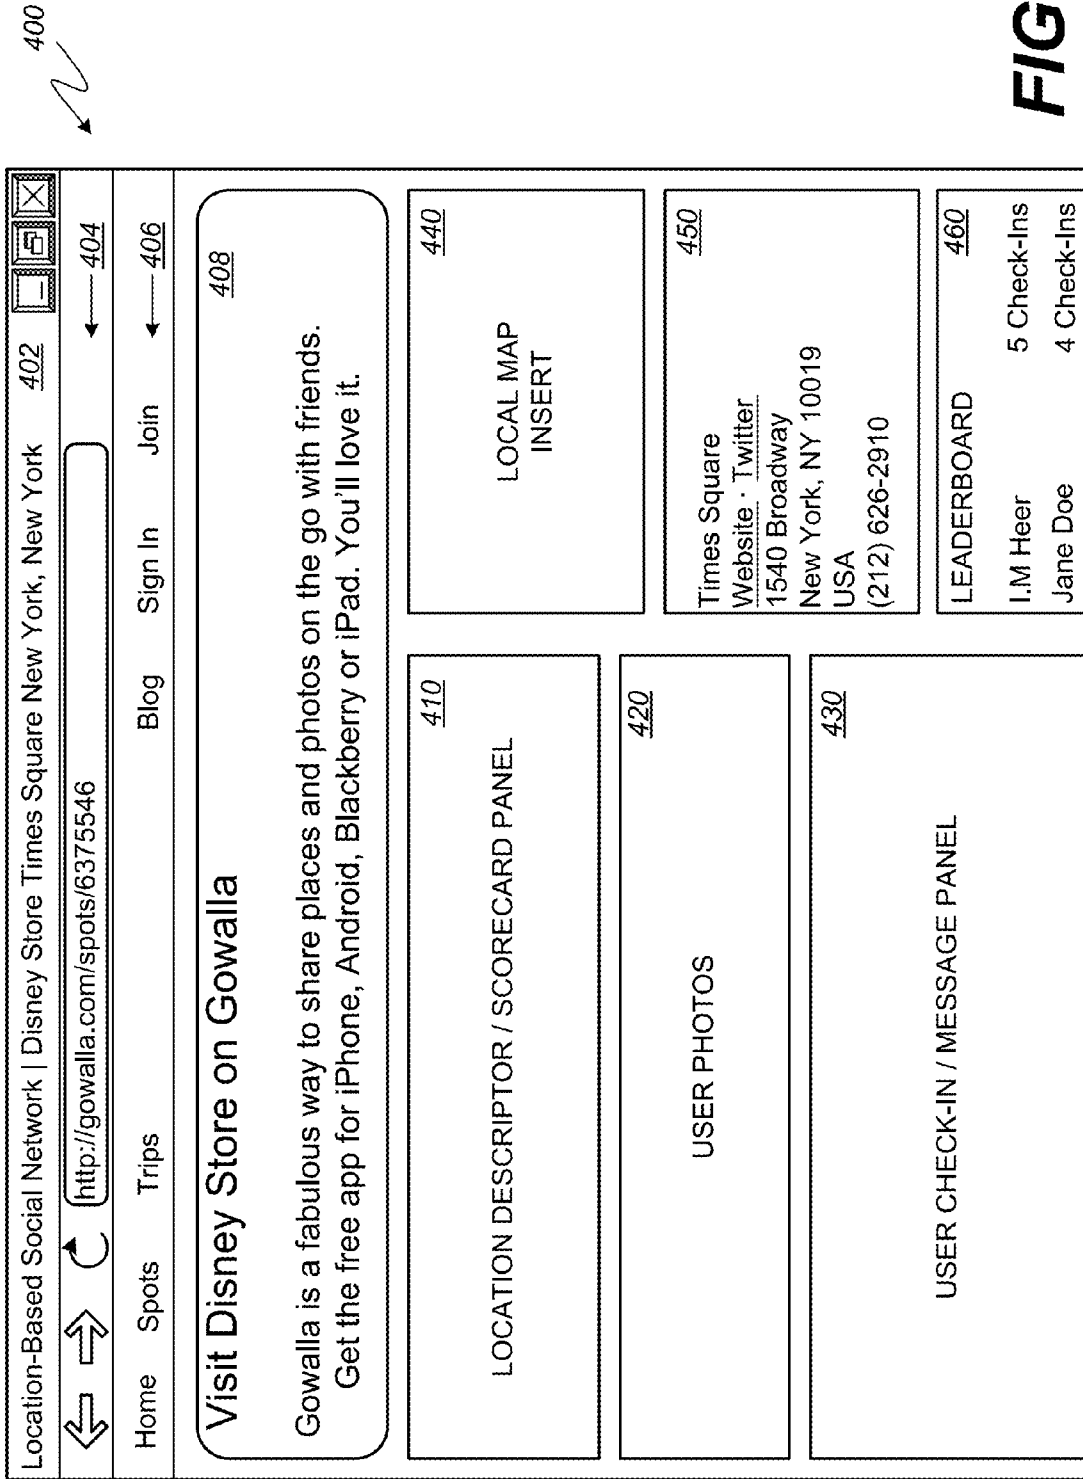 400
Location-Based Social Network | Disney Store Times Square New York, New York 402
http://gowalla.com/spots/6375546 404
Home Spots Trips Blog Sign In Join 406
Visit Disney Store on Gowalla 408
Gowalla is a fabulous way to share places and photos on the go with friends.
Get the free app for iPhone, Android, Blackberry or iPad. You'll love it.
410
LOCATION DESCRIPTOR / SCORECARD PANEL
420
USER PHOTOS
430
USER CHECK-IN / MESSAGE PANEL
440
LOCAL MAP
INSERT
450
Times Square
Website · Twitter
1540 Broadway
New York, NY 10019
USA
(212) 626-2910
LEADERBOARD 460
I.M Heer 5 Check-Ins
Jane Doe 4 Check-Ins
FIG